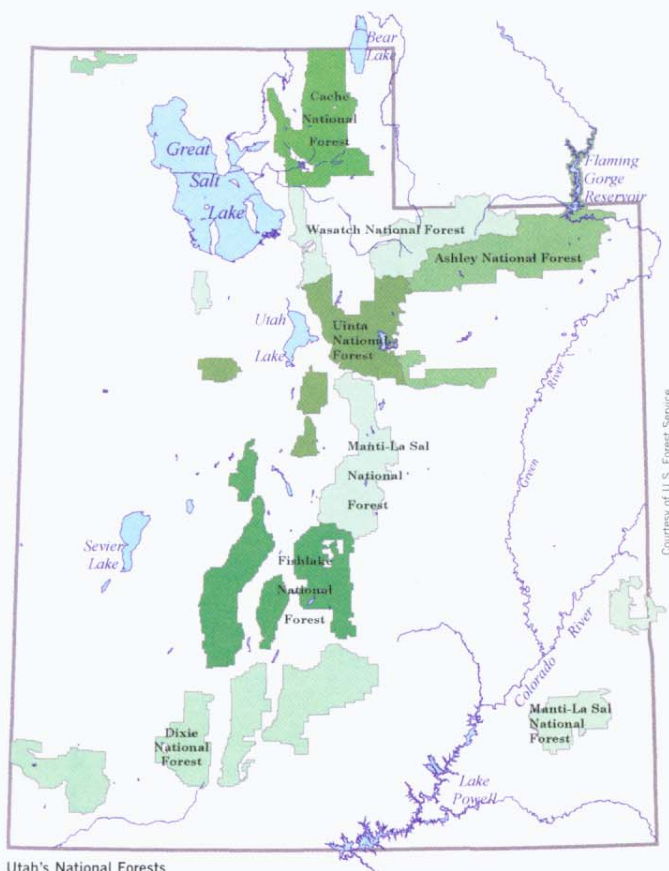 Bear
Lake
Cache
National
Forest
Great
Salt
Lake
Flaming
Gorge
Reservoir
Wasatch National Forest
Ashley National Forest
Utah
Lake
Uinta
National
Forest
River
Green
Manti-La Sal
National
Forest
Sevier
Lake
Fishlake
National
Forest
Colorado
River
Manti-La Sal
National
Forest
Dixie
National
Forest
Lake
Powell
Courtesy of U.S. Forest Service
Utah's National Forests